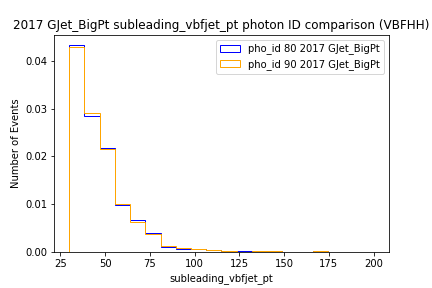 2017 GJet_BigPt subleading_vbfjet_pt photon ID comparison (VBFHH)
pho_id 80 2017 GJet_BigPt
pho_id 90 2017 GJet_BigPt
Number of Events
0.04
0.03
0.02
0.01
0.00
25 50 75 100 125 150 175 200
subleading_vbfjet_pt